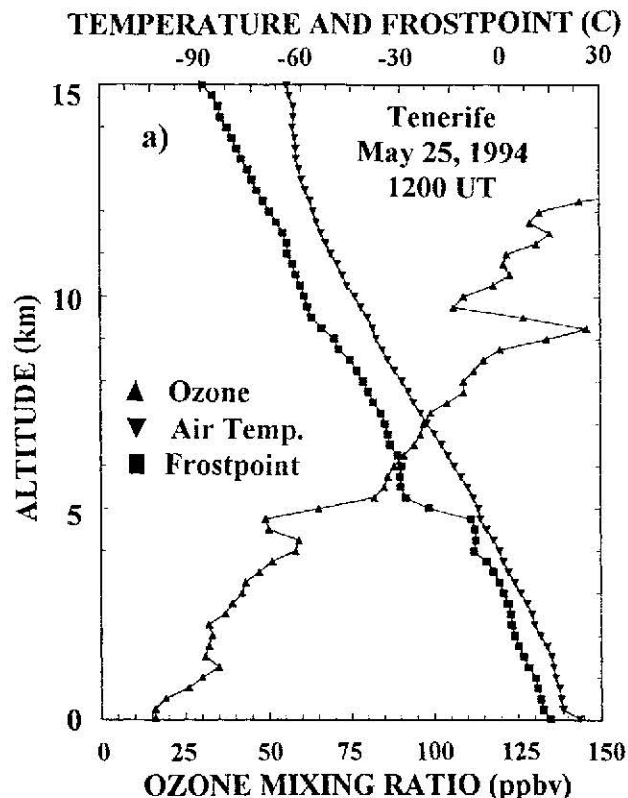 TEMPERATURE AND FROSTPOINT (C)
-90 -60 -30 0 30
15
a)
Tenerife
May 25, 1994
1200 UT
10
▲ Ozone
▼ Air Temp.
■ Frostpoint
5
0
ALTITUDE (km)
0 25 50 75 100 125 150
OZONE MIXING RATIO (ppbv)